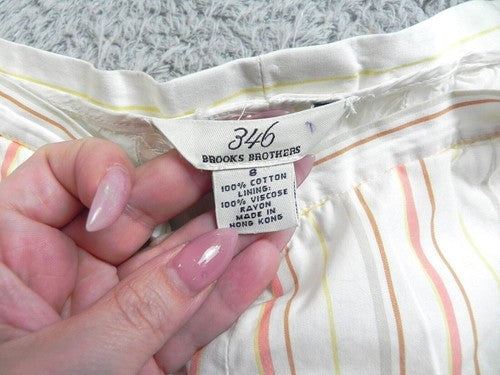 346
BROOKS BROTHERS
8
100% COTTON
LINING:
100% VISCOSE
RAYON
MADE IN
HONG KONG